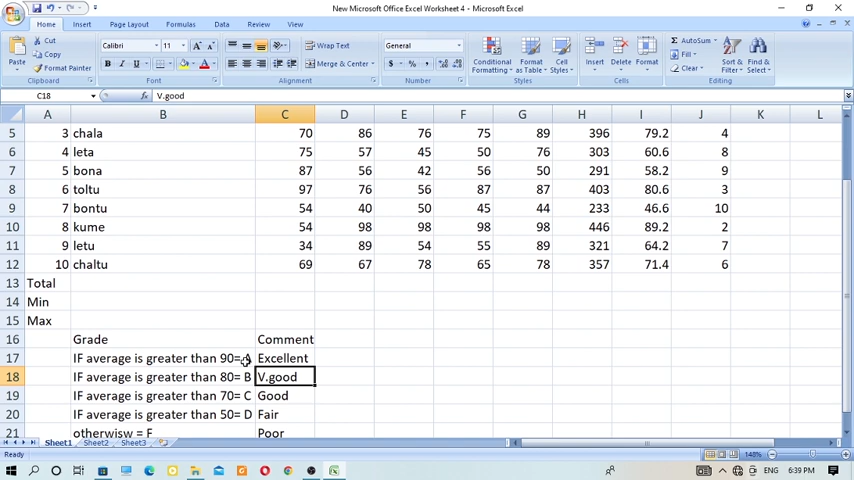 New Microsoft Office Excel Worksheet 4 - Microsoft Excel
Home Insert Page Layout Formulas Data Review View
Paste Cut Copy Format Painter Clipboard
Calibri 11 Font
Wrap Text Merge & Center Alignment
General Number
Conditional Formatting Format as Table Cell Styles Styles
Insert Delete Format Cells
AutoSum Fill Clear Sort & Filter Find & Select Editing
C18 fx V.good
A B C D E F G H I J K L
5 3 chala 70 86 76 75 89 396 79.2 4
6 4 leta 75 57 45 50 76 303 60.6 8
7 5 bona 87 56 42 56 50 291 58.2 9
8 6 toltu 97 76 56 87 87 403 80.6 3
9 7 bontu 54 40 50 45 44 233 46.6 10
10 8 kume 54 98 98 98 98 446 89.2 2
11 9 letu 34 89 54 55 89 321 64.2 7
12 10 chaltu 69 67 78 65 78 357 71.4 6
13 Total
14 Min
15 Max
16 Grade Comment
17 IF average is greater than 90= A Excellent
18 IF average is greater than 80= B V.good
19 IF average is greater than 70= C Good
20 IF average is greater than 50= D Fair
21 otherwisw = F Poor
Sheet1 Sheet2 Sheet3
Ready 148%
ENG 6:39 PM